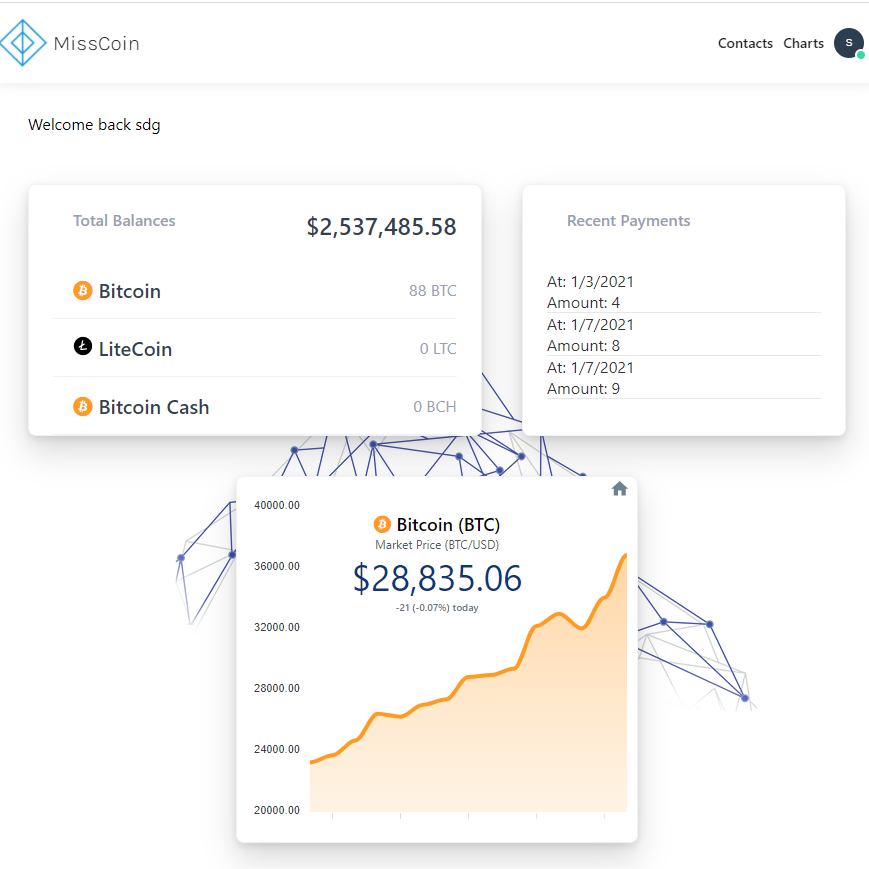 MissCoin
Contacts Charts S
Welcome back sdg
Total Balances
$2,537,485.58
Bitcoin 88 BTC
LiteCoin 0 LTC
Bitcoin Cash 0 BCH
Recent Payments
At: 1/3/2021
Amount: 4
At: 1/7/2021
Amount: 8
At: 1/7/2021
Amount: 9
Bitcoin (BTC)
Market Price (BTC/USD)
$28,835.06
-21 (-0.07%) today
40000.00
36000.00
32000.00
28000.00
24000.00
20000.00